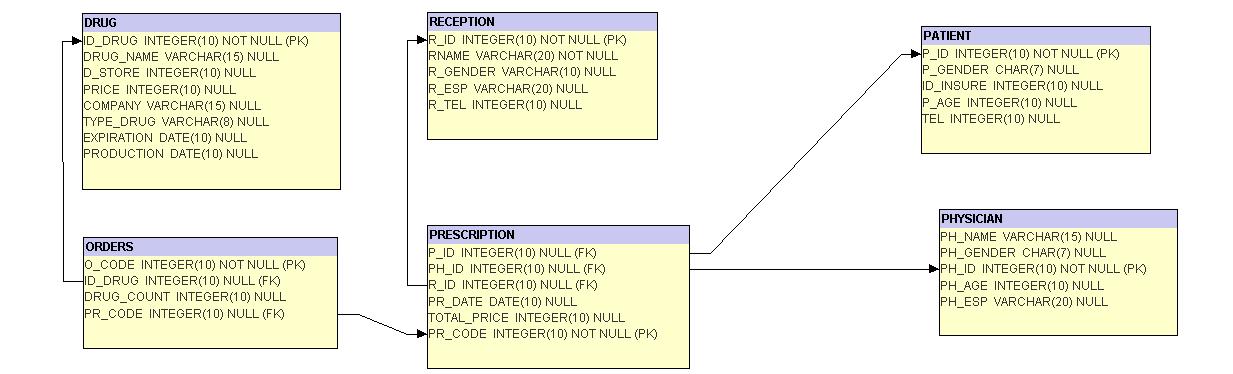 DRUG
ID_DRUG INTEGER(10) NOT NULL (PK)
DRUG_NAME VARCHAR(15) NULL
D_STORE INTEGER(10) NULL
PRICE INTEGER(10) NULL
COMPANY VARCHAR(15) NULL
TYPE_DRUG VARCHAR(8) NULL
EXPIRATION DATE(10) NULL
PRODUCTION DATE(10) NULL
RECEPTION
R_ID INTEGER(10) NOT NULL (PK)
RNAME VARCHAR(20) NOT NULL
R_GENDER VARCHAR(10) NULL
R_ESP VARCHAR(20) NULL
R_TEL INTEGER(10) NULL
PATIENT
P_ID INTEGER(10) NOT NULL (PK)
P_GENDER CHAR(7) NULL
ID_INSURE INTEGER(10) NULL
P_AGE INTEGER(10) NULL
TEL INTEGER(10) NULL
ORDERS
O_CODE INTEGER(10) NOT NULL (PK)
ID_DRUG INTEGER(10) NULL (FK)
DRUG_COUNT INTEGER(10) NULL
PR_CODE INTEGER(10) NULL (FK)
PRESCRIPTION
P_ID INTEGER(10) NULL (FK)
PH_ID INTEGER(10) NULL (FK)
R_ID INTEGER(10) NULL (FK)
PR_DATE DATE(10) NULL
TOTAL_PRICE INTEGER(10) NULL
PR_CODE INTEGER(10) NOT NULL (PK)
PHYSICIAN
PH_NAME VARCHAR(15) NULL
PH_GENDER CHAR(7) NULL
PH_ID INTEGER(10) NOT NULL (PK)
PH_AGE INTEGER(10) NULL
PH_ESP VARCHAR(20) NULL